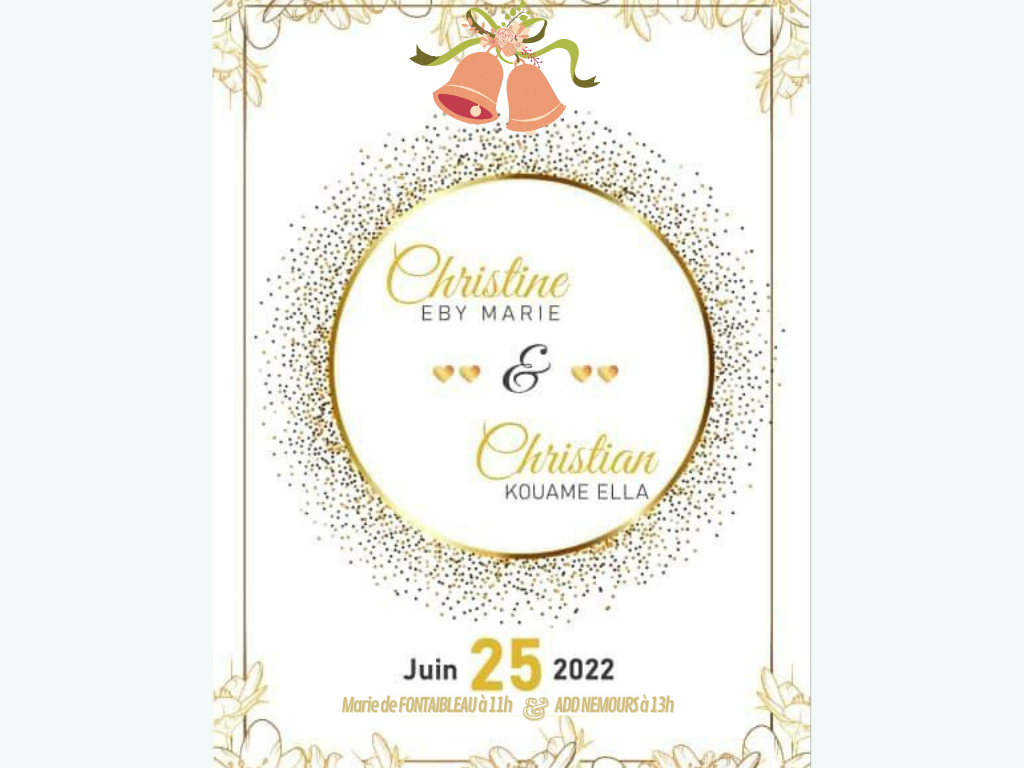 Christine
EBY MARIE
&
Christian
KOUAME ELLA
Juin 25 2022
Marie de FONTAIBLEAU à 11h & ADD NEMOURS à 13h